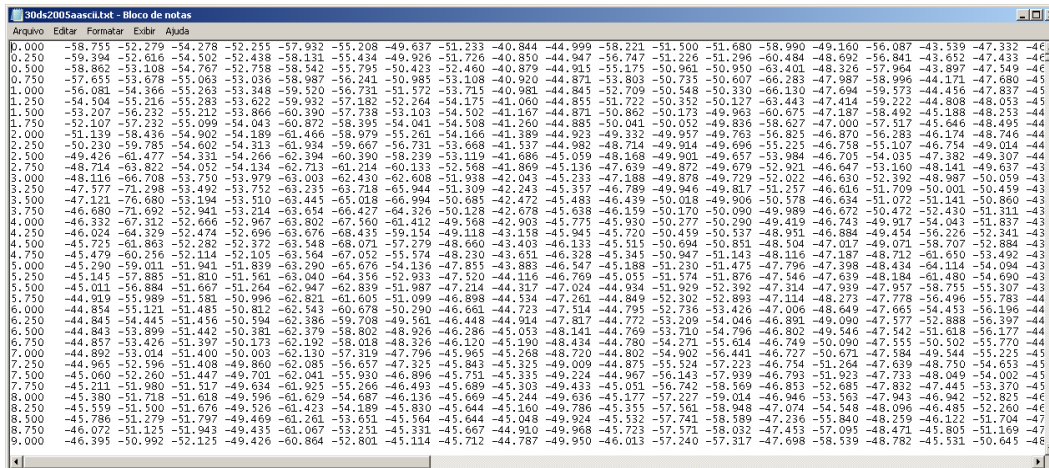 30ds2005aascii.txt - Bloco de notas
Arquivo Editar Formatar Exibir Ajuda
0.000 -58.755 -52.279 -54.278 -52.255 -57.932 -55.208 -49.637 -51.233 -40.844 -44.999 -58.221 -51.500 -51.680 -58.990 -49.160 -56.087 -43.539 -47.332
0.250 -59.394 -52.616 -54.502 -52.438 -58.131 -55.434 -49.926 -51.726 -40.850 -44.947 -56.747 -51.226 -51.296 -60.484 -48.692 -56.841 -43.652 -47.433
0.500 -58.862 -53.108 -54.767 -52.758 -58.542 -55.795 -50.423 -52.460 -40.879 -44.915 -55.175 -50.961 -50.950 -63.401 -48.326 -57.964 -43.897 -47.549
0.750 -57.655 -53.678 -55.063 -53.036 -58.987 -56.241 -50.985 -53.108 -40.920 -44.871 -53.803 -50.735 -50.607 -66.283 -47.987 -58.996 -44.171 -47.680
1.000 -56.081 -54.366 -55.263 -53.348 -59.520 -56.731 -51.572 -53.715 -40.981 -44.845 -52.709 -50.548 -50.330 -66.130 -47.694 -59.573 -44.456 -47.837
1.250 -54.504 -55.216 -55.283 -53.622 -59.932 -57.182 -52.264 -54.175 -41.060 -44.855 -51.722 -50.352 -50.127 -63.443 -47.414 -59.222 -44.808 -48.053
1.500 -53.207 -56.232 -55.212 -53.866 -60.390 -57.738 -53.103 -54.502 -41.167 -44.871 -50.862 -50.173 -49.963 -60.675 -47.187 -58.492 -45.188 -48.253
1.750 -52.107 -57.232 -55.099 -54.043 -60.872 -58.395 -54.041 -54.508 -41.260 -44.885 -50.041 -50.052 -49.836 -58.627 -47.000 -57.517 -45.646 -48.495
2.000 -51.139 -58.436 -54.902 -54.189 -61.466 -58.979 -55.261 -54.166 -41.389 -44.923 -49.332 -49.957 -49.763 -56.825 -46.870 -56.283 -46.174 -48.746
2.250 -50.230 -59.785 -54.602 -54.313 -61.934 -59.667 -56.731 -53.668 -41.537 -44.982 -48.714 -49.914 -49.696 -55.225 -46.758 -55.107 -46.754 -49.014
2.500 -49.426 -61.477 -54.331 -54.266 -62.394 -60.390 -58.239 -53.119 -41.686 -45.059 -48.168 -49.901 -49.657 -53.984 -46.705 -54.035 -47.382 -49.307
2.750 -48.714 -63.822 -54.052 -54.134 -62.713 -61.214 -60.133 -52.568 -41.869 -45.136 -47.639 -49.872 -49.679 -52.921 -46.647 -53.160 -48.141 -49.637
3.000 -48.116 -66.708 -53.750 -53.979 -63.003 -62.430 -62.608 -51.938 -42.043 -45.233 -47.188 -49.878 -49.729 -52.022 -46.630 -52.392 -48.987 -50.059
3.250 -47.577 -71.298 -53.492 -53.752 -63.235 -63.718 -65.944 -51.309 -42.243 -45.357 -46.789 -49.946 -49.817 -51.257 -46.616 -51.709 -50.001 -50.459
3.500 -47.121 -76.680 -53.194 -53.510 -63.445 -65.018 -66.994 -50.685 -42.472 -45.483 -46.439 -50.018 -49.906 -50.578 -46.634 -51.072 -51.141 -50.860
3.750 -46.680 -71.692 -52.941 -53.214 -63.654 -66.427 -64.326 -50.128 -42.678 -45.638 -46.159 -50.170 -50.090 -49.989 -46.672 -50.472 -52.430 -51.311
4.000 -46.332 -67.312 -52.666 -52.967 -63.802 -67.560 -61.412 -49.568 -42.903 -45.775 -45.930 -50.277 -50.290 -49.419 -46.743 -49.917 -54.043 -51.837
4.250 -46.032 -64.329 -52.474 -52.696 -63.676 -68.435 -59.154 -49.118 -43.158 -45.945 -45.720 -50.459 -50.537 -48.951 -46.884 -49.454 -56.226 -52.341
4.500 -45.725 -61.863 -52.282 -52.372 -63.548 -68.071 -57.279 -48.660 -43.403 -46.133 -45.515 -50.694 -50.851 -48.504 -47.017 -49.071 -58.707 -52.884
4.750 -45.479 -60.256 -52.114 -52.105 -63.564 -67.052 -55.574 -48.230 -43.651 -46.328 -45.345 -50.947 -51.143 -48.116 -47.187 -48.712 -61.650 -53.492
5.000 -45.290 -59.011 -51.941 -51.839 -63.290 -65.676 -54.136 -47.855 -43.883 -46.547 -45.188 -51.230 -51.475 -47.796 -47.398 -48.434 -64.114 -54.094
5.250 -45.145 -57.885 -51.810 -51.561 -63.040 -64.356 -52.933 -47.520 -44.116 -46.769 -45.055 -51.574 -51.876 -47.546 -47.639 -48.184 -61.480 -54.690
5.500 -45.011 -56.884 -51.667 -51.264 -62.947 -62.839 -51.987 -47.214 -44.317 -47.024 -44.934 -51.929 -52.392 -47.314 -47.939 -47.957 -58.755 -55.307
5.750 -44.919 -55.989 -51.581 -50.996 -62.821 -61.605 -51.099 -46.898 -44.534 -47.261 -44.849 -52.302 -52.893 -47.114 -48.273 -47.778 -56.496 -55.783
6.000 -44.854 -55.121 -51.485 -50.812 -62.543 -60.678 -50.290 -46.661 -44.723 -47.514 -44.795 -52.736 -53.426 -47.006 -48.649 -47.665 -54.453 -56.196
6.250 -44.845 -54.445 -51.456 -50.594 -62.386 -59.708 -49.561 -46.448 -44.914 -47.817 -44.772 -53.209 -54.046 -46.891 -49.090 -47.577 -52.888 -56.397
6.500 -44.843 -53.899 -51.442 -50.381 -62.379 -58.802 -48.926 -46.286 -45.053 -48.141 -44.769 -53.710 -54.796 -46.802 -49.546 -47.542 -51.618 -56.177
6.750 -44.857 -53.426 -51.397 -50.173 -62.192 -58.018 -48.326 -46.120 -45.190 -48.434 -44.780 -54.271 -55.614 -46.749 -50.090 -47.555 -50.502 -55.770
7.000 -44.892 -53.014 -51.400 -50.003 -62.130 -57.319 -47.796 -45.965 -45.268 -48.720 -44.802 -54.902 -56.441 -46.727 -50.671 -47.584 -49.544 -55.225
7.250 -44.965 -52.596 -51.408 -49.860 -62.085 -56.657 -47.325 -45.843 -45.325 -49.009 -44.875 -55.524 -57.223 -46.754 -51.264 -47.639 -48.750 -54.653
7.500 -45.060 -52.260 -51.447 -49.701 -62.041 -55.930 -46.896 -45.751 -45.335 -49.224 -44.967 -56.143 -57.939 -46.793 -51.923 -47.733 -48.049 -54.002
7.750 -45.211 -51.980 -51.517 -49.634 -61.925 -55.266 -46.493 -45.689 -45.303 -49.433 -45.051 -56.742 -58.569 -46.853 -52.685 -47.832 -47.445 -53.370
8.000 -45.380 -51.718 -51.618 -49.596 -61.629 -54.687 -46.136 -45.669 -45.244 -49.636 -45.177 -57.227 -59.014 -46.946 -53.563 -47.943 -46.942 -52.825
8.250 -45.559 -51.500 -51.676 -49.526 -61.423 -54.189 -45.830 -45.644 -45.160 -49.786 -45.355 -57.561 -58.948 -47.074 -54.548 -48.096 -46.485 -52.260
8.500 -45.786 -51.279 -51.797 -49.469 -61.261 -53.651 -45.564 -45.644 -45.048 -49.924 -45.532 -57.741 -58.589 -47.236 -55.840 -48.259 -46.122 -51.704
8.750 -46.072 -51.125 -51.943 -49.435 -61.067 -53.251 -45.331 -45.667 -44.910 -49.968 -45.723 -57.571 -58.032 -47.453 -57.095 -48.471 -45.805 -51.169
9.000 -46.395 -50.992 -52.125 -49.426 -60.864 -52.801 -45.114 -45.712 -44.787 -49.950 -46.013 -57.240 -57.317 -47.698 -58.539 -48.782 -45.531 -50.645